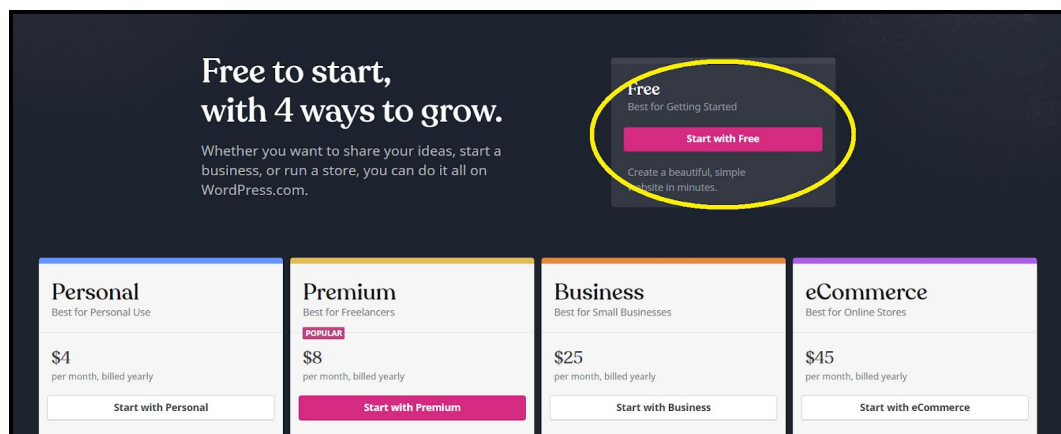 Free to start,
with 4 ways to grow.
Whether you want to share your ideas, start a
business, or run a store, you can do it all on
WordPress.com.
Free
Best for Getting Started
Start with Free
Create a beautiful, simple
website in minutes.
Personal
Best for Personal Use
$4
per month, billed yearly
Start with Personal
Premium
Best for Freelancers
POPULAR
$8
per month, billed yearly
Start with Premium
Business
Best for Small Businesses
$25
per month, billed yearly
Start with Business
eCommerce
Best for Online Stores
$45
per month, billed yearly
Start with eCommerce